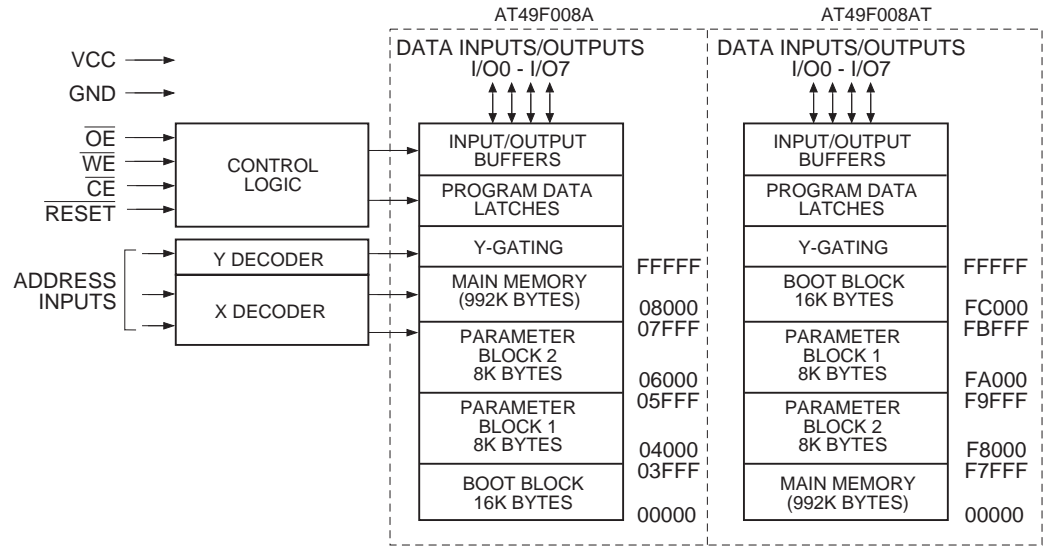 AT49F008A
AT49F008AT
DATA INPUTS/OUTPUTS
I/O0 - I/O7
DATA INPUTS/OUTPUTS
I/O0 - I/O7
VCC
GND
OE
WE
CE
RESET
CONTROL
LOGIC
ADDRESS
INPUTS
Y DECODER
X DECODER
INPUT/OUTPUT
BUFFERS
PROGRAM DATA
LATCHES
Y-GATING
MAIN MEMORY
(992K BYTES)
PARAMETER
BLOCK 2
8K BYTES
PARAMETER
BLOCK 1
8K BYTES
BOOT BLOCK
16K BYTES
FFFFF
08000
07FFF
06000
05FFF
04000
03FFF
00000
INPUT/OUTPUT
BUFFERS
PROGRAM DATA
LATCHES
Y-GATING
BOOT BLOCK
16K BYTES
PARAMETER
BLOCK 1
8K BYTES
PARAMETER
BLOCK 2
8K BYTES
MAIN MEMORY
(992K BYTES)
FFFFF
FC000
FBFFF
FA000
F9FFF
F8000
F7FFF
00000